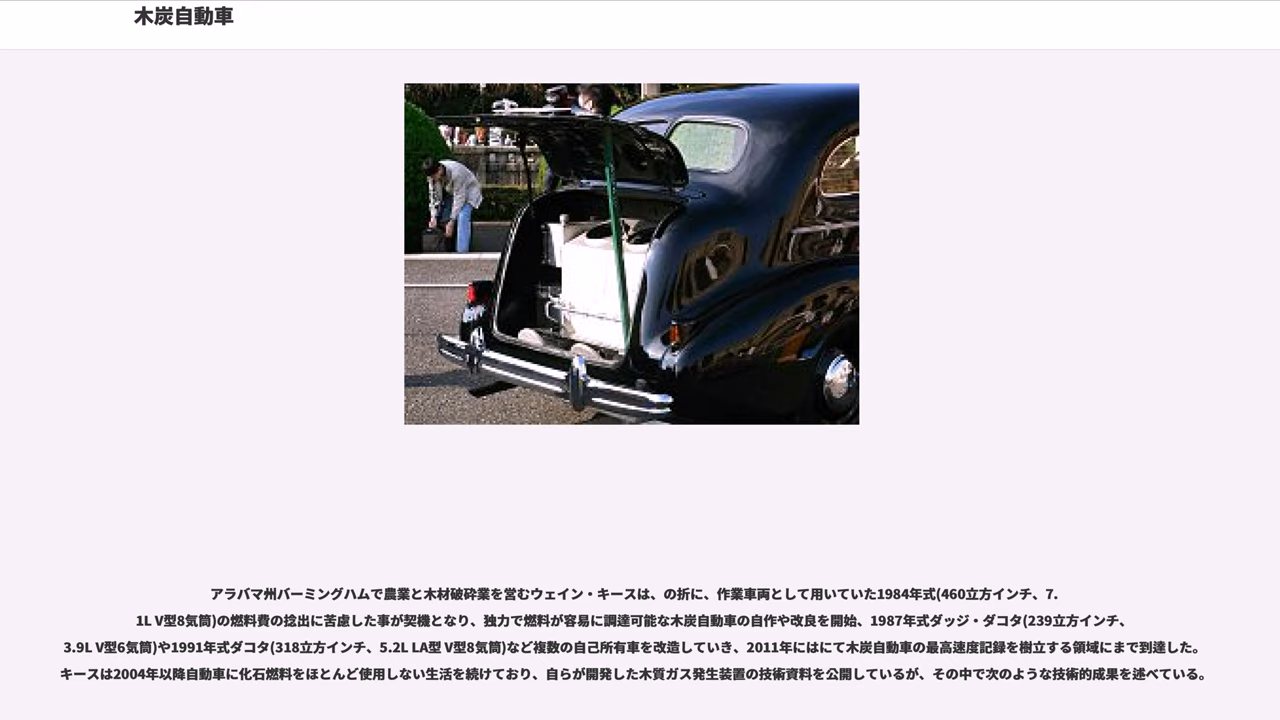 木炭自動車
アラバマ州バーミングハムで農業と木材破砕業を営むウェイン・キースは、の折に、作業車両として用いていた1984年式(460立方インチ、7.
1L V型8気筒)の燃料費の捻出に苦慮した事が契機となり、独力で燃料が容易に調達可能な木炭自動車の自作や改良を開始、1987年式ダッジ・ダコタ(239立方インチ、
3.9L V型6気筒)や1991年式ダコタ(318立方インチ、5.2L LA型 V型8気筒)など複数の自己所有車を改造していき、2011年にはにて木炭自動車の最高速度記録を樹立する領域にまで到達した。
キースは2004年以降自動車に化石燃料をほとんど使用しない生活を続けており、自らが開発した木質ガス発生装置の技術資料を公開しているが、その中で次のような技術的成果を述べている。